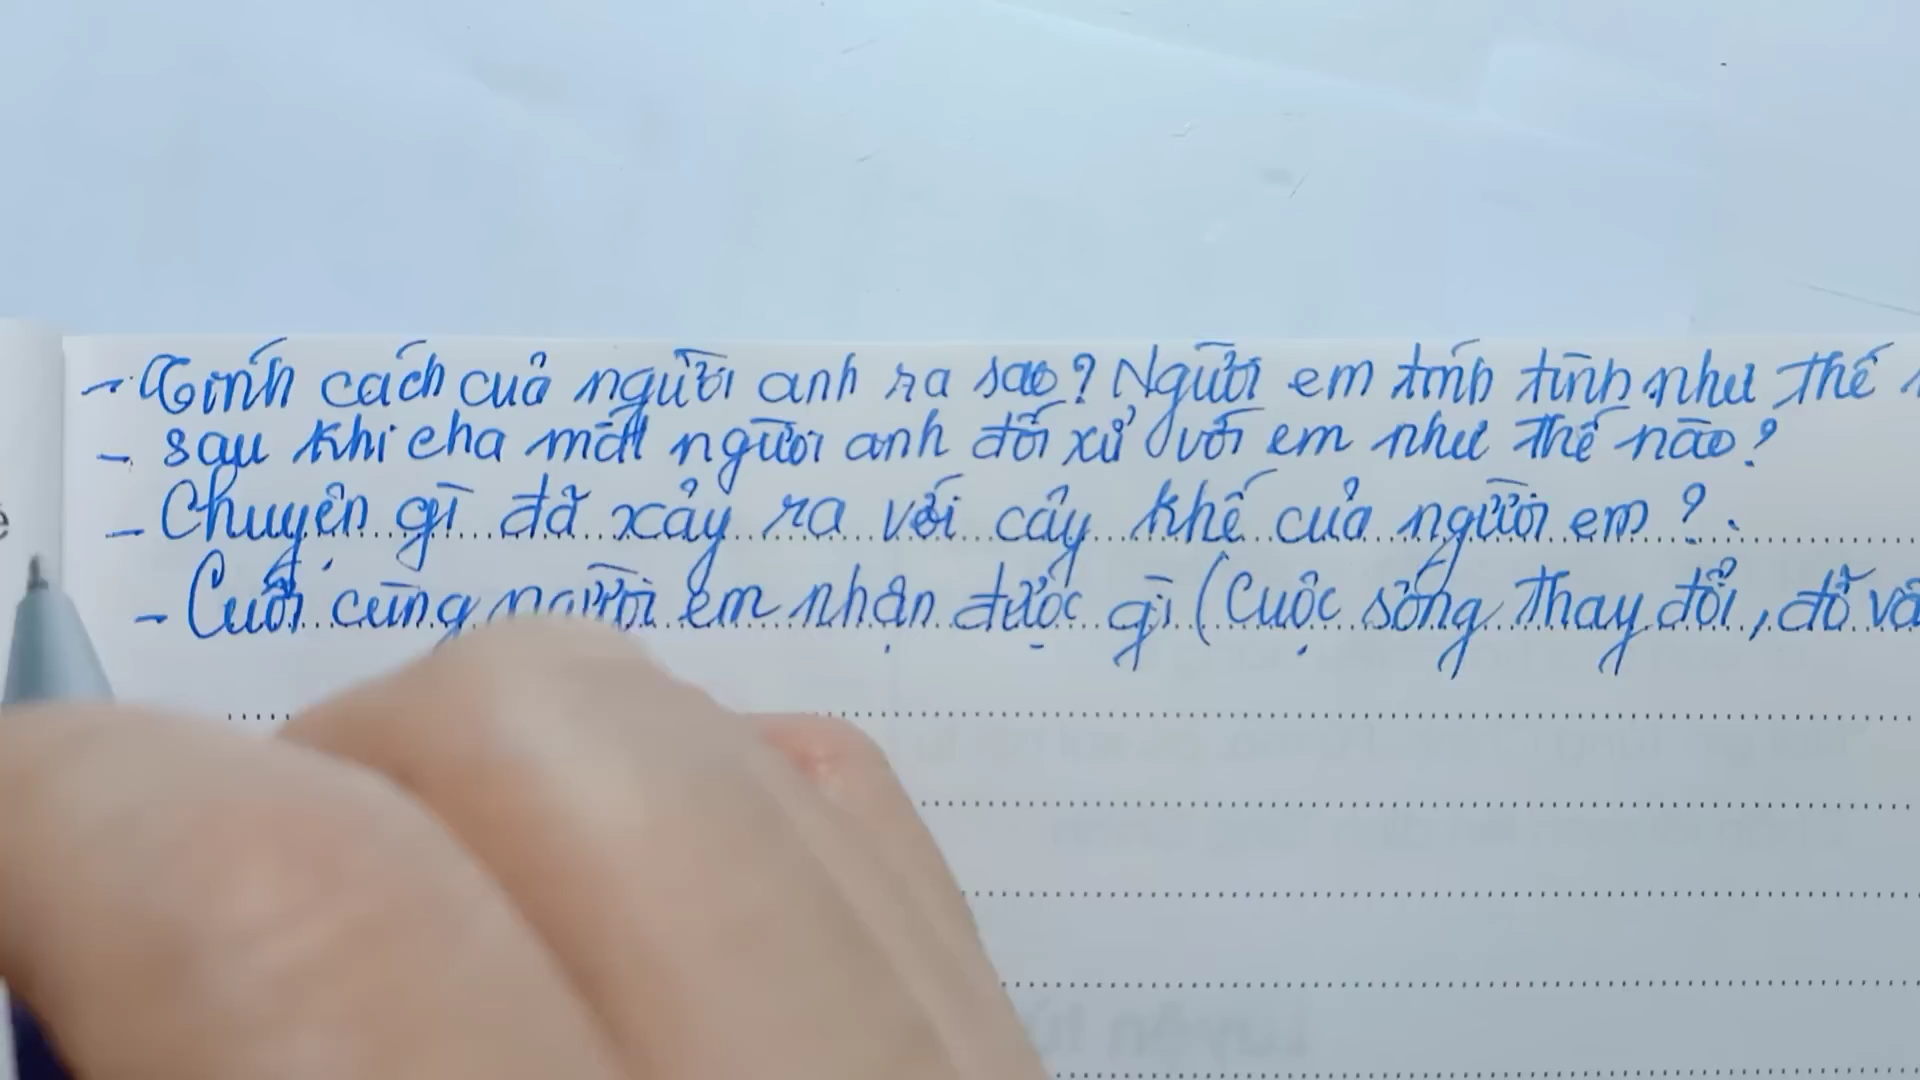 - Tính cách của người anh ra sao? Người em tính tình như thế
- sau khi cha mất người anh đối xử với em như thế nào?
- Chuyện gì đã xảy ra với cây khế của người em?
- Cuối cùng người em nhận được gì (Cuộc sống thay đổi, đỗ